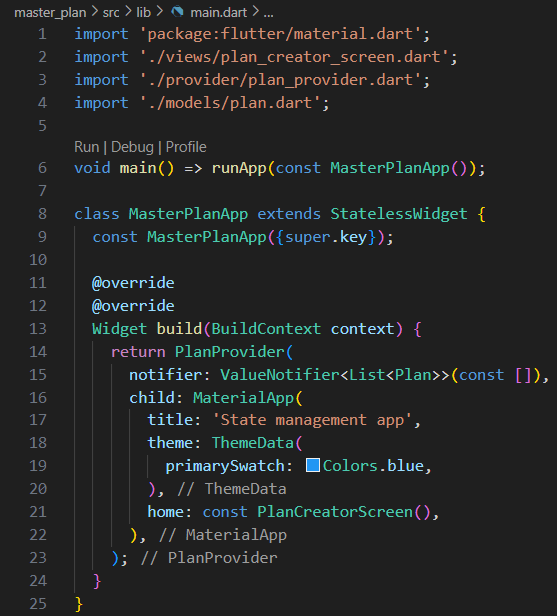 master_plan > src > lib > main.dart > ...
1 import 'package:flutter/material.dart';
2 import './views/plan_creator_screen.dart';
3 import './provider/plan_provider.dart';
4 import './models/plan.dart';
5
Run | Debug | Profile
6 void main() => runApp(const MasterPlanApp());
7
8 class MasterPlanApp extends StatelessWidget {
9   const MasterPlanApp({super.key});
10
11   @override
12   @override
13   Widget build(BuildContext context) {
14     return PlanProvider(
15       notifier: ValueNotifier<List<Plan>>(const []),
16       child: MaterialApp(
17         title: 'State management app',
18         theme: ThemeData(
19           primarySwatch: Colors.blue,
20         ), // ThemeData
21         home: const PlanCreatorScreen(),
22       ), // MaterialApp
23     ); // PlanProvider
24   }
25 }